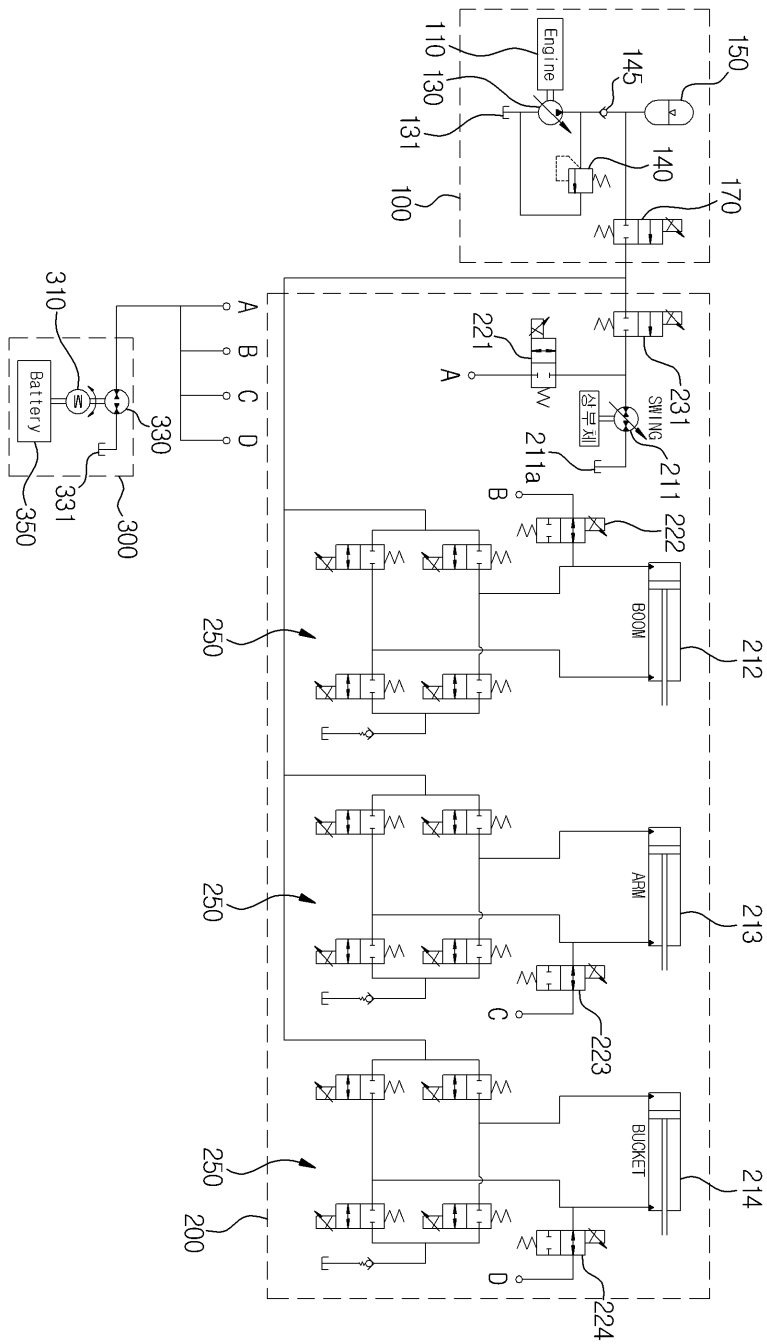 150
145
110
Engine
130
131
140
100
170
221
A
231
SWING
상부체
211
211a
A
B
C
D
310
M
Battery
330
331
350
300
B
222
BOOM
212
250
ARM
213
250
C
223
BUCKET
214
250
200
D
224